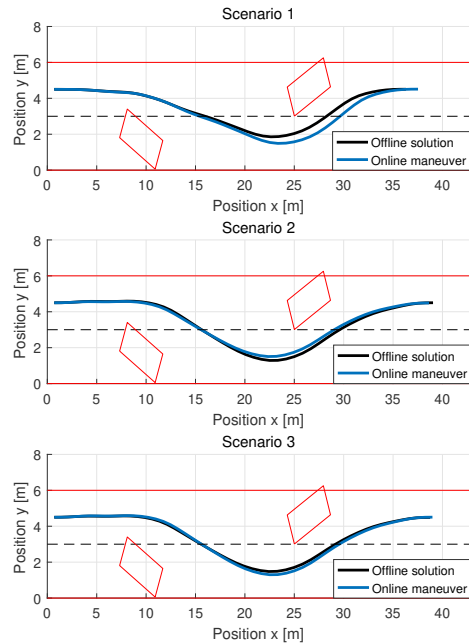 Scenario 1
8
6
4
2
0
Position y [m]
Offline solution
Online maneuver
0 5 10 15 20 25 30 35 40
Position x [m]
Scenario 2
8
6
4
2
0
Position y [m]
Offline solution
Online maneuver
0 5 10 15 20 25 30 35 40
Position x [m]
Scenario 3
8
6
4
2
0
Position y [m]
Offline solution
Online maneuver
0 5 10 15 20 25 30 35 40
Position x [m]